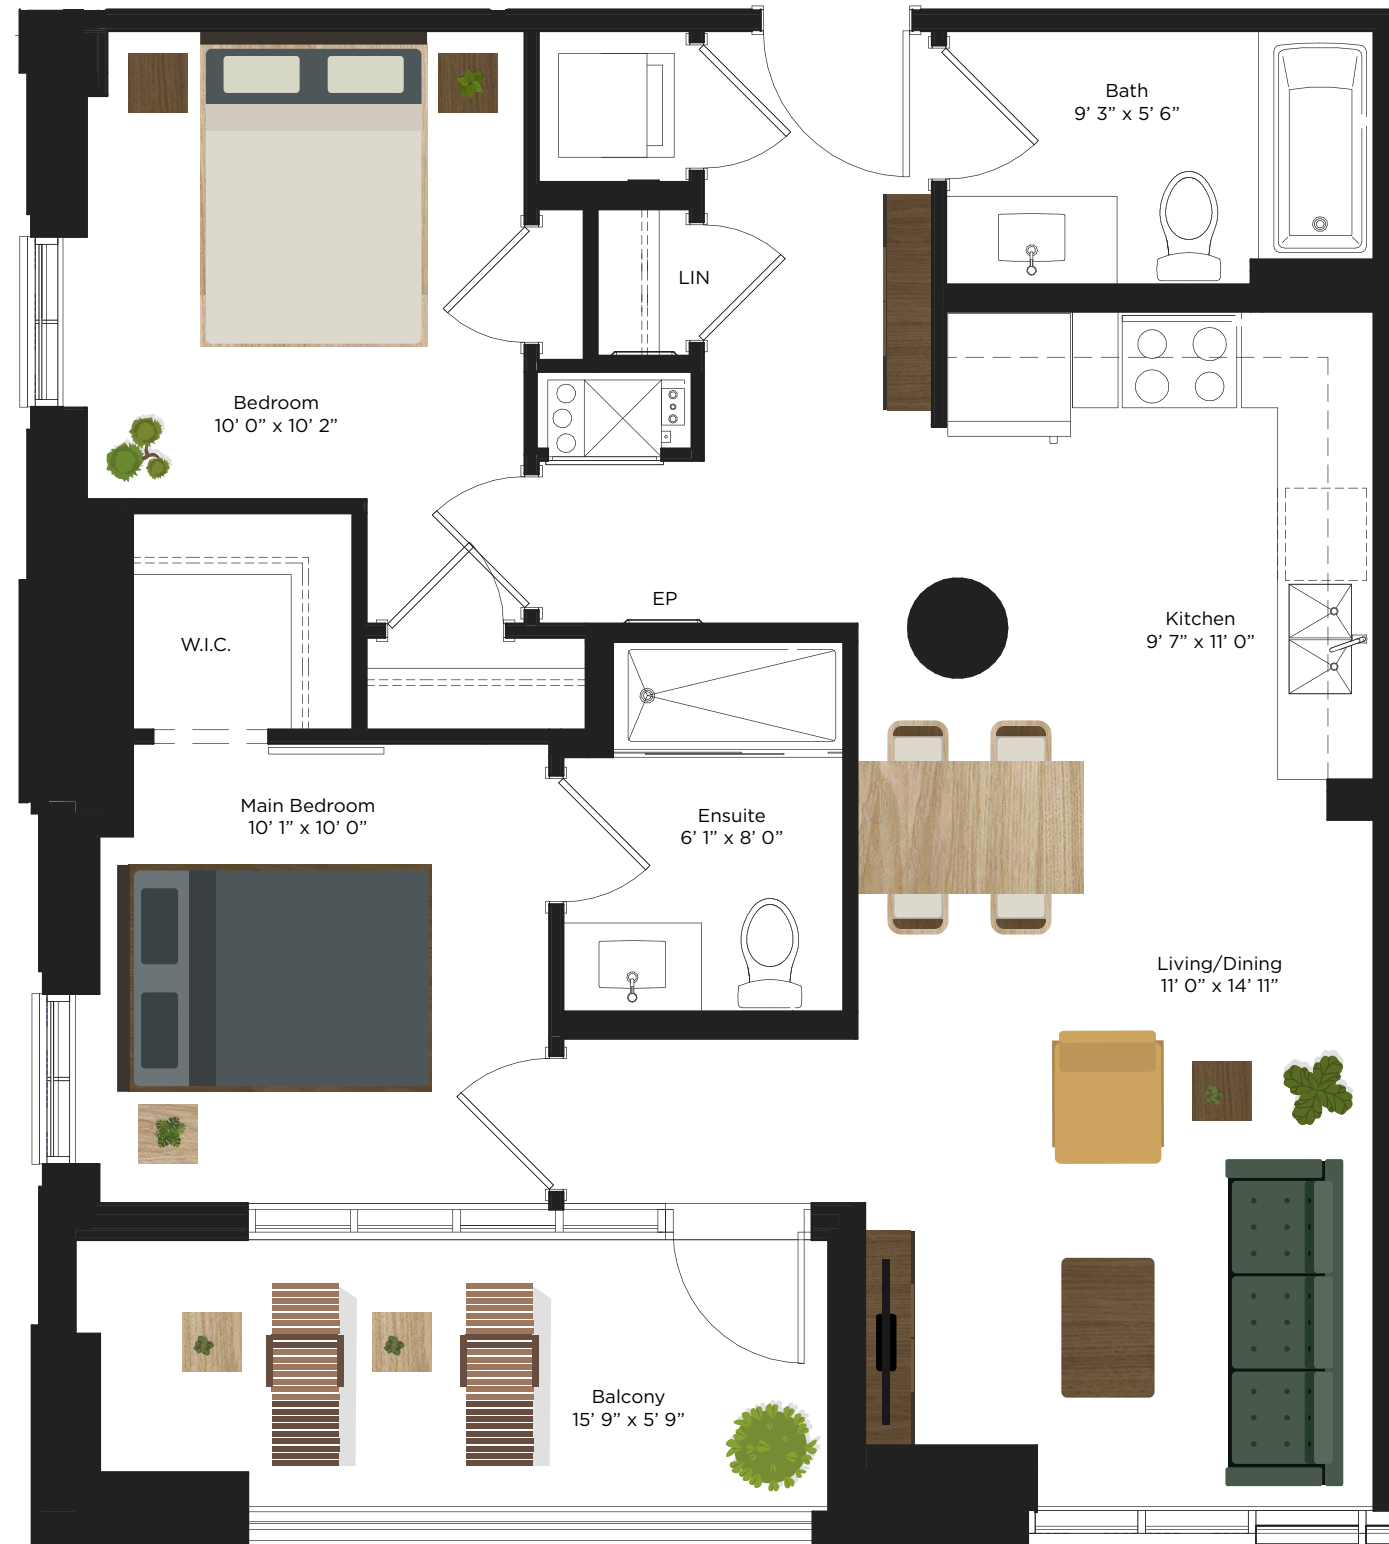 Bath
9’ 3” x 5’ 6”
LIN
Bedroom
10’ 0” x 10’ 2”
EP
Kitchen
9’ 7” x 11’ 0”
W.I.C.
Main Bedroom
10’ 1” x 10’ 0”
Ensuite
6’ 1” x 8’ 0”
Living/Dining
11’ 0” x 14’ 11”
Balcony
15’ 9” x 5’ 9”